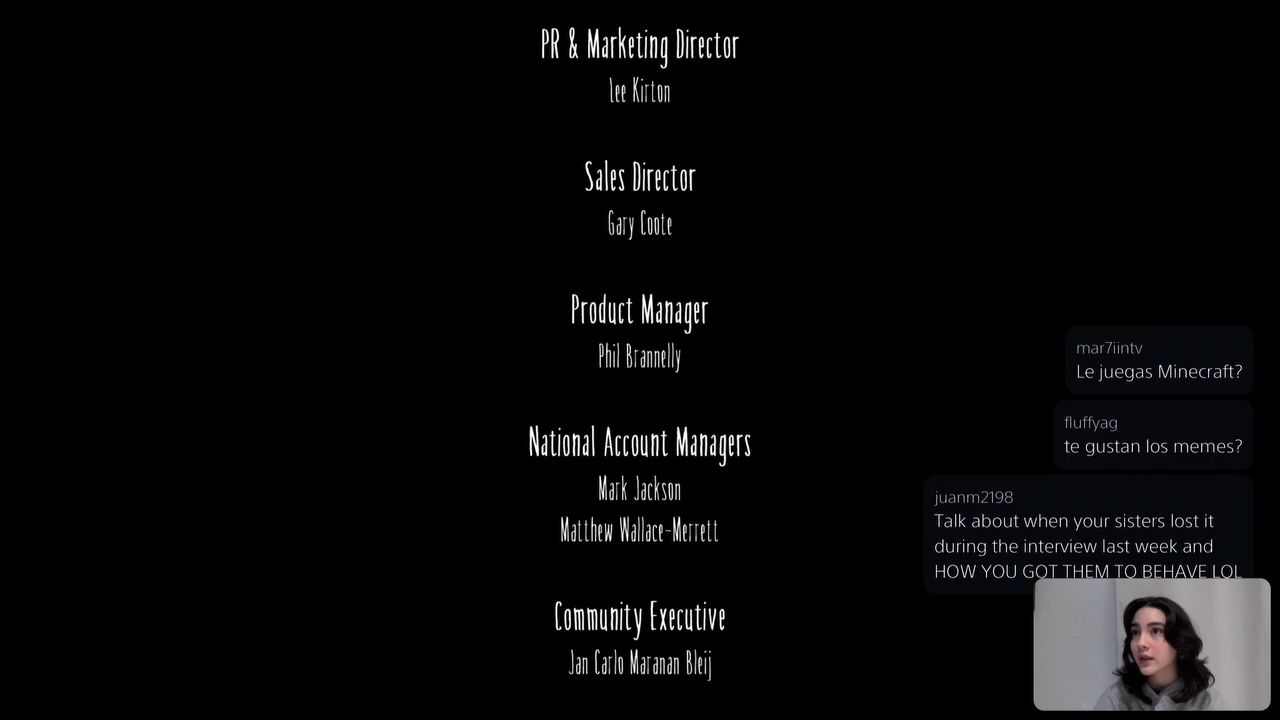 PR & Marketing Director
Lee Kirton
Sales Director
Gary Coote
Product Manager
Phil Brannelly
National Account Managers
Mark Jackson
Matthew Wallace-Merrett
Community Executive
Jan Carlo Maranan Bleij
mar7iintv
Le juegas Minecraft?
fluffyag
te gustan los memes?
juanm2198
Talk about when your sisters lost it
during the interview last week and
HOW YOU GOT THEM TO BEHAVE LOL